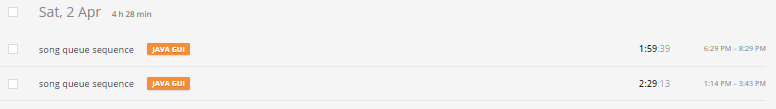 Sat, 2 Apr 4 h 28 min
song queue sequence JAVA GUI 1:59:39 6:29 PM – 8:29 PM
song queue sequence JAVA GUI 2:29:13 1:14 PM – 3:43 PM